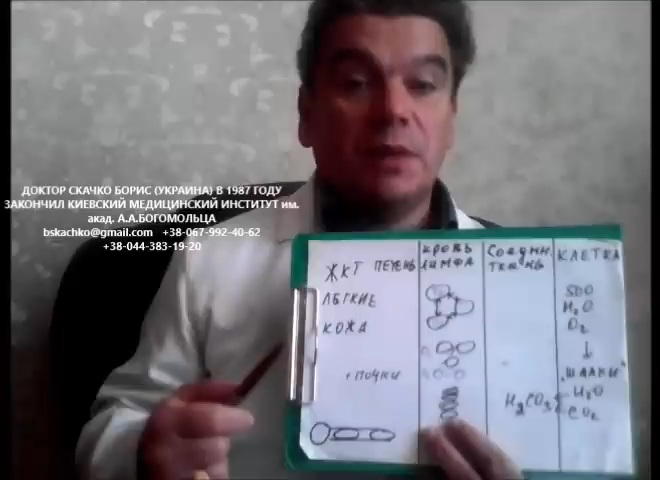 ДОКТОР СКАЧКО БОРИС (УКРАИНА) В 1987 ГОДУ
ЗАКОНЧИЛ КИЕВСКИЙ МЕДИЦИНСКИЙ ИНСТИТУТ им.
акад. А.А.БОГОМОЛЬЦА
bskachko@gmail.com +38-067-992-40-62
+38-044-383-19-20
ЖКТ ПЕЧЕНЬ
ЛЕГКИЕ
КОЖА
+ ПОЧКИ
КРОВЬ
ЛИМФА
Соедин.
ткань
КЛЕТКА
H₂O
O₂
↓
"ШЛАКИ"
H₂CO₃
H₂O
CO₂